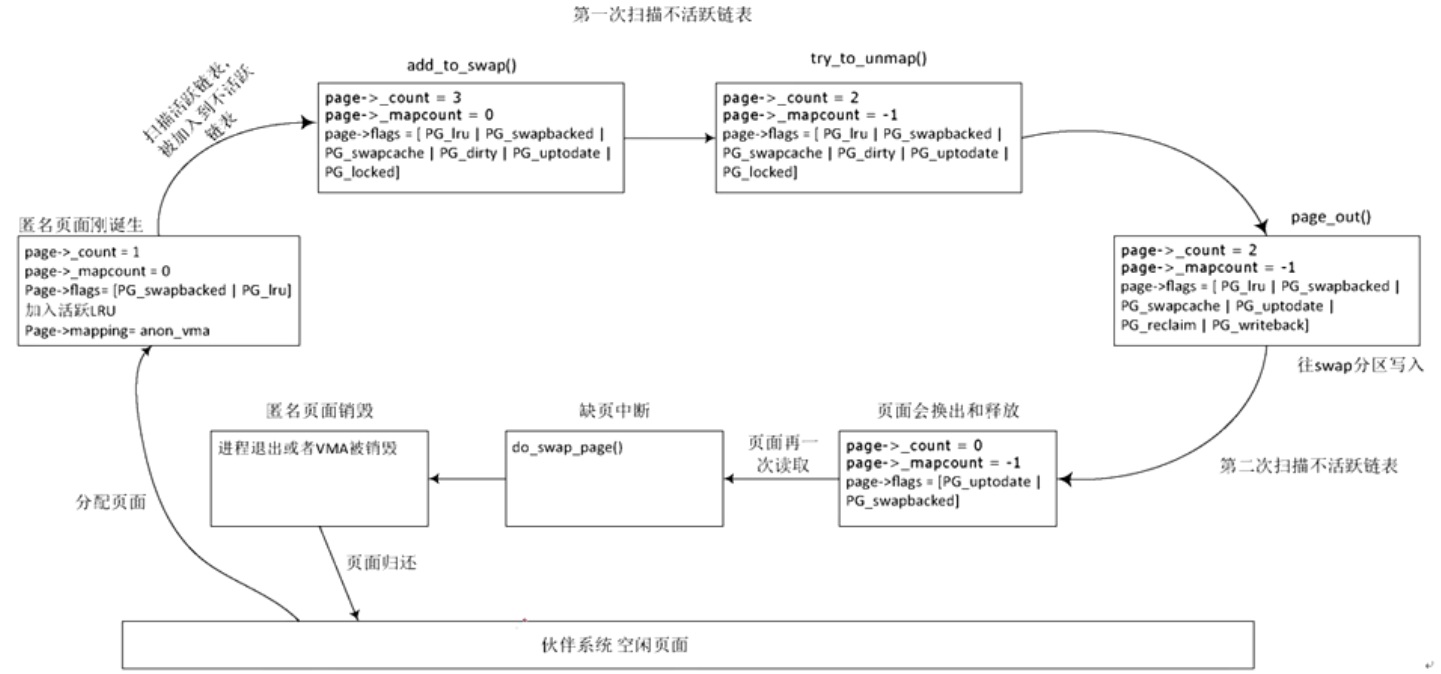 第一次扫描不活跃链表
扫描活跃链表，
被加入到不活跃
链表
add_to_swap()
page->_count = 3
page->_mapcount = 0
page->flags = [ PG_lru | PG_swapbacked |
PG_swapcache | PG_dirty | PG_uptodate |
PG_locked]
try_to_unmap()
page->_count = 2
page->_mapcount = -1
page->flags = [ PG_lru | PG_swapbacked |
PG_swapcache | PG_dirty | PG_uptodate |
PG_locked]
匿名页面刚诞生
page->_count = 1
page->_mapcount = 0
Page->flags= [PG_swapbacked | PG_lru]
加入活跃LRU
Page->mapping= anon_vma
page_out()
page->_count = 2
page->_mapcount = -1
page->flags = [ PG_lru | PG_swapbacked |
PG_swapcache | PG_uptodate |
PG_reclaim | PG_writeback]
往swap分区写入
第二次扫描不活跃链表
页面会换出和释放
page->_count = 0
page->_mapcount = -1
page->flags = [PG_uptodate |
PG_swapbacked]
页面再一
次读取
缺页中断
do_swap_page()
匿名页面销毁
进程退出或者VMA被销毁
分配页面
页面归还
伙伴系统 空闲页面